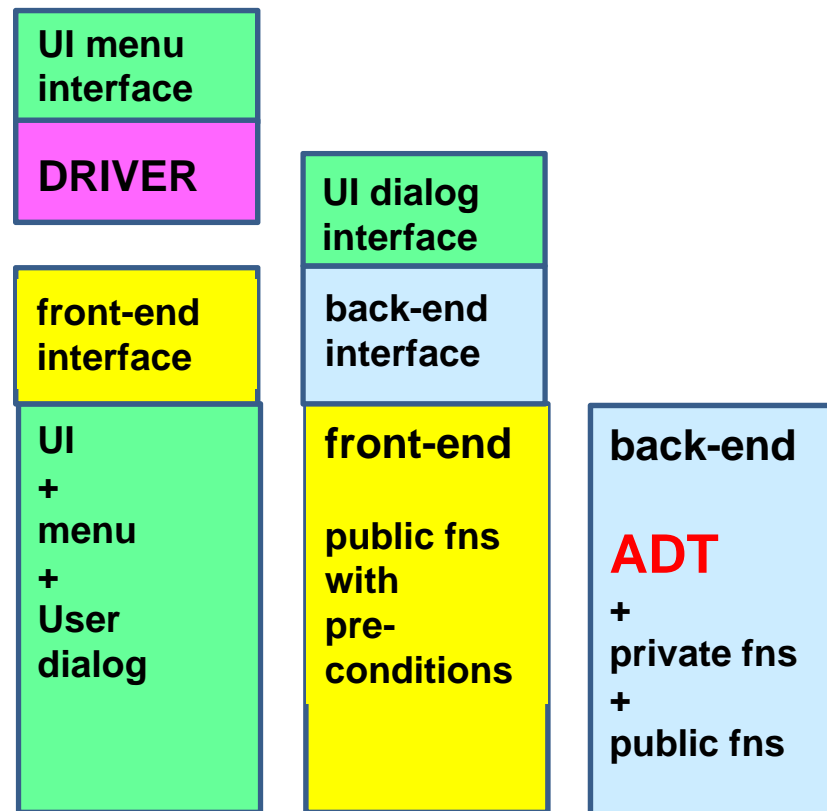 UI menu
interface
DRIVER
front-end
interface
UI
+
menu
+
User
dialog
UI dialog
interface
back-end
interface
front-end
public fns
with
pre-
conditions
back-end
ADT
+
private fns
+
public fns